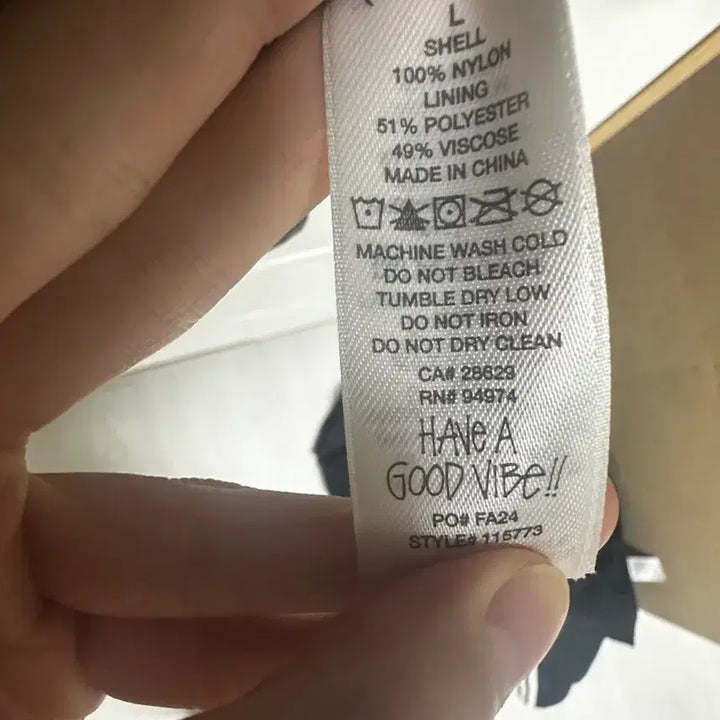 L
SHELL
100% NYLON
LINING
51% POLYESTER
49% VISCOSE
MADE IN CHINA
MACHINE WASH COLD
DO NOT BLEACH
TUMBLE DRY LOW
DO NOT IRON
DO NOT DRY CLEAN
CA# 28629
RN# 94974
HAVE A
GOOD VIBE!!
PO# FA24
STYLE# 115773